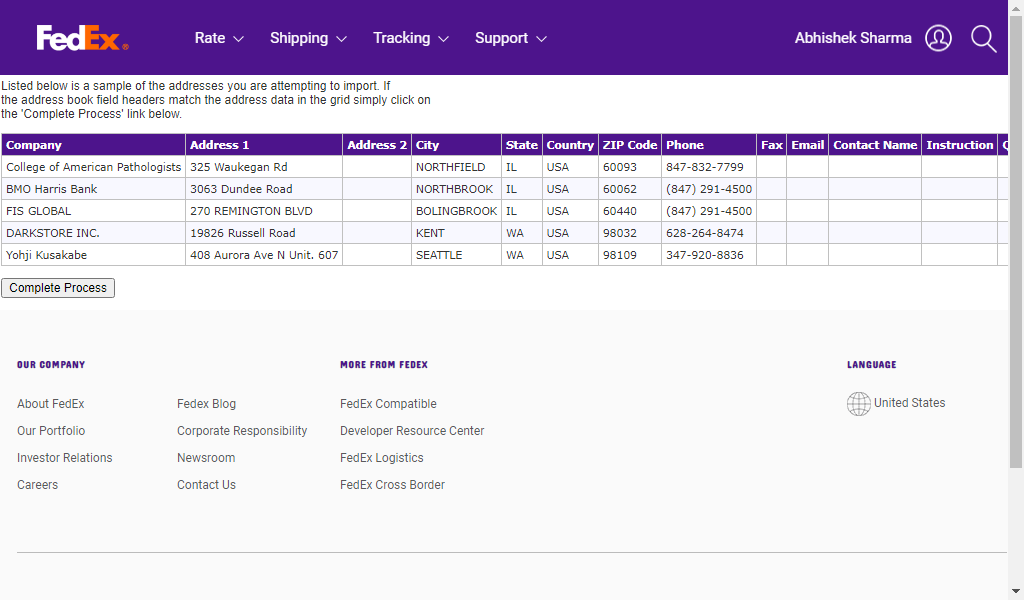 FedEx®
Rate Shipping Tracking Support Abhishek Sharma
Listed below is a sample of the addresses you are attempting to import. If
the address book field headers match the address data in the grid simply click on
the 'Complete Process' link below.
Company Address 1 Address 2 City State Country ZIP Code Phone Fax Email Contact Name Instruction
College of American Pathologists 325 Waukegan Rd NORTHFIELD IL USA 60093 847-832-7799
BMO Harris Bank 3063 Dundee Road NORTHBROOK IL USA 60062 (847) 291-4500
FIS GLOBAL 270 REMINGTON BLVD BOLINGBROOK IL USA 60440 (847) 291-4500
DARKSTORE INC. 19826 Russell Road KENT WA USA 98032 628-264-8474
Yohji Kusakabe 408 Aurora Ave N Unit. 607 SEATTLE WA USA 98109 347-920-8836
Complete Process
OUR COMPANY MORE FROM FEDEX LANGUAGE
About FedEx Fedex Blog FedEx Compatible United States
Our Portfolio Corporate Responsibility Developer Resource Center
Investor Relations Newsroom FedEx Logistics
Careers Contact Us FedEx Cross Border